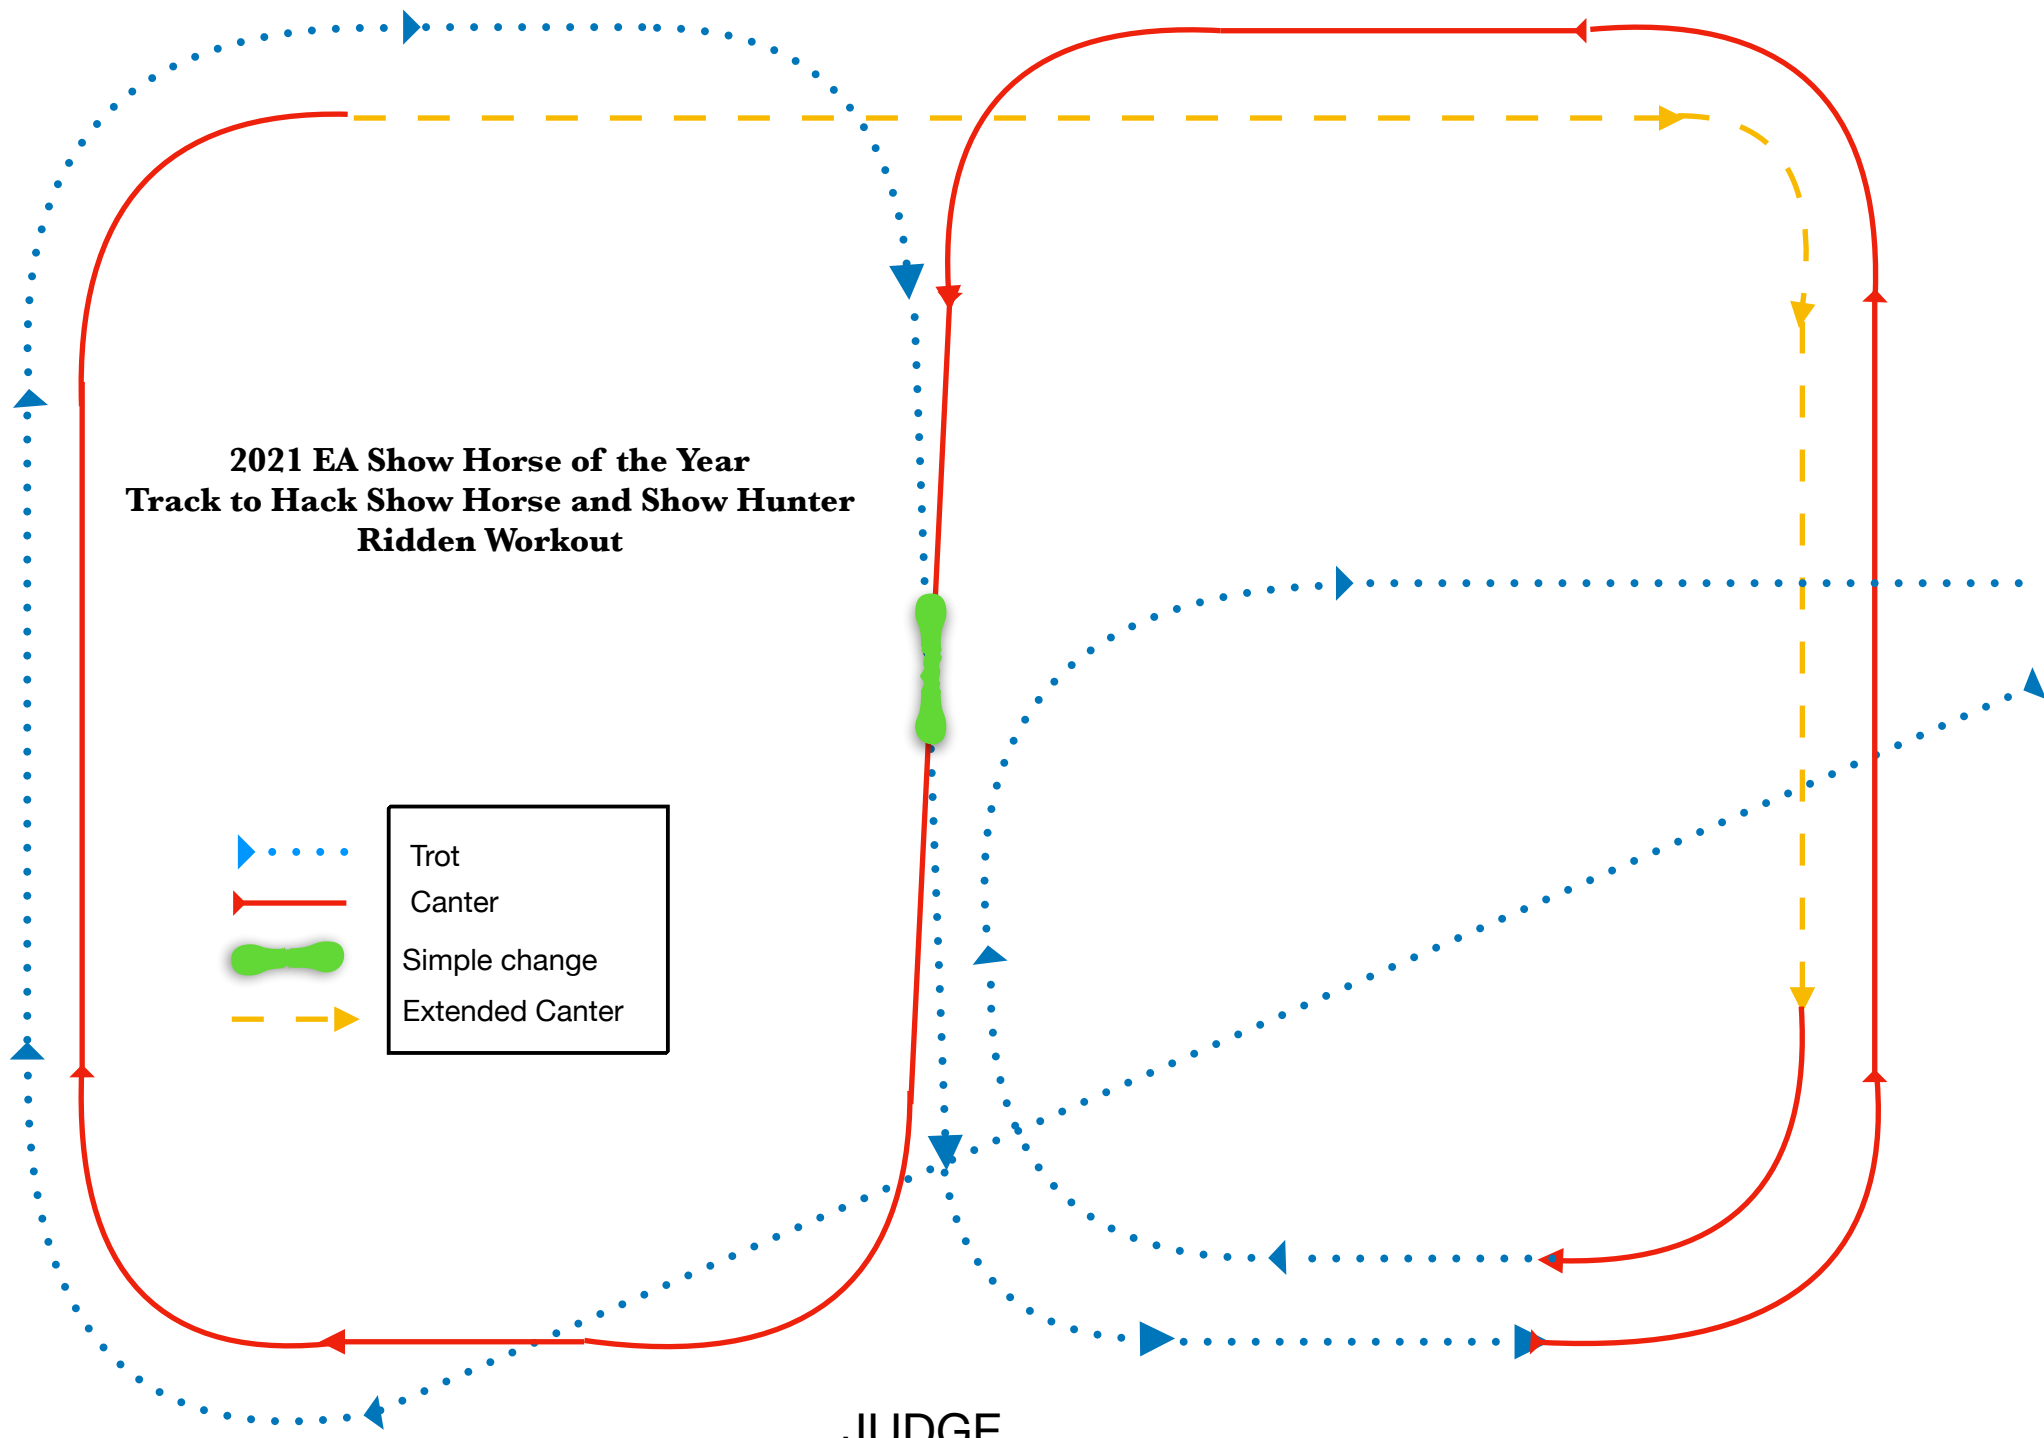 2021 EA Show Horse of the Year
Track to Hack Show Horse and Show Hunter
Ridden Workout
Trot
Canter
Simple change
Extended Canter
JUDGE